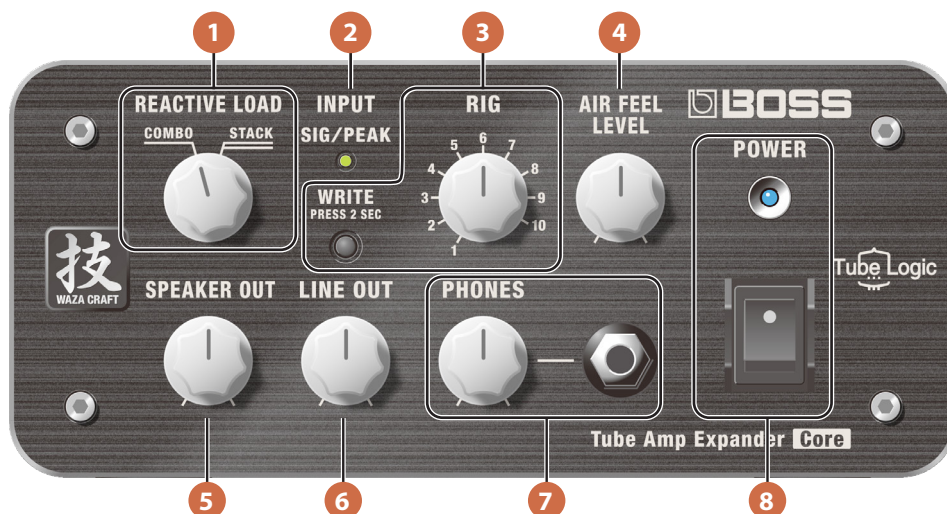 1
2
3
4
REACTIVE LOAD
COMBO
STACK
INPUT
SIG/PEAK
WRITE
PRESS 2 SEC
RIG
1
2
3
4
5
6
7
8
9
10
AIR FEEL
LEVEL
BOSS
POWER
技
WAZA CRAFT
Tube Logic
SPEAKER OUT
LINE OUT
PHONES
Tube Amp Expander Core
5
6
7
8